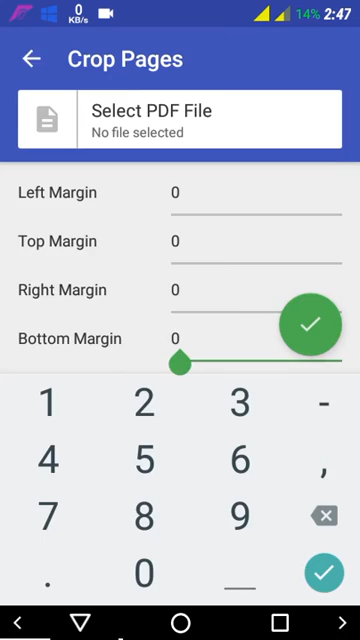 0
KB/s
14% 2:47
Crop Pages
Select PDF File
No file selected
Left Margin 0
Top Margin 0
Right Margin 0
Bottom Margin 0
1 2 3 -
4 5 6 ,
7 8 9
. 0 _